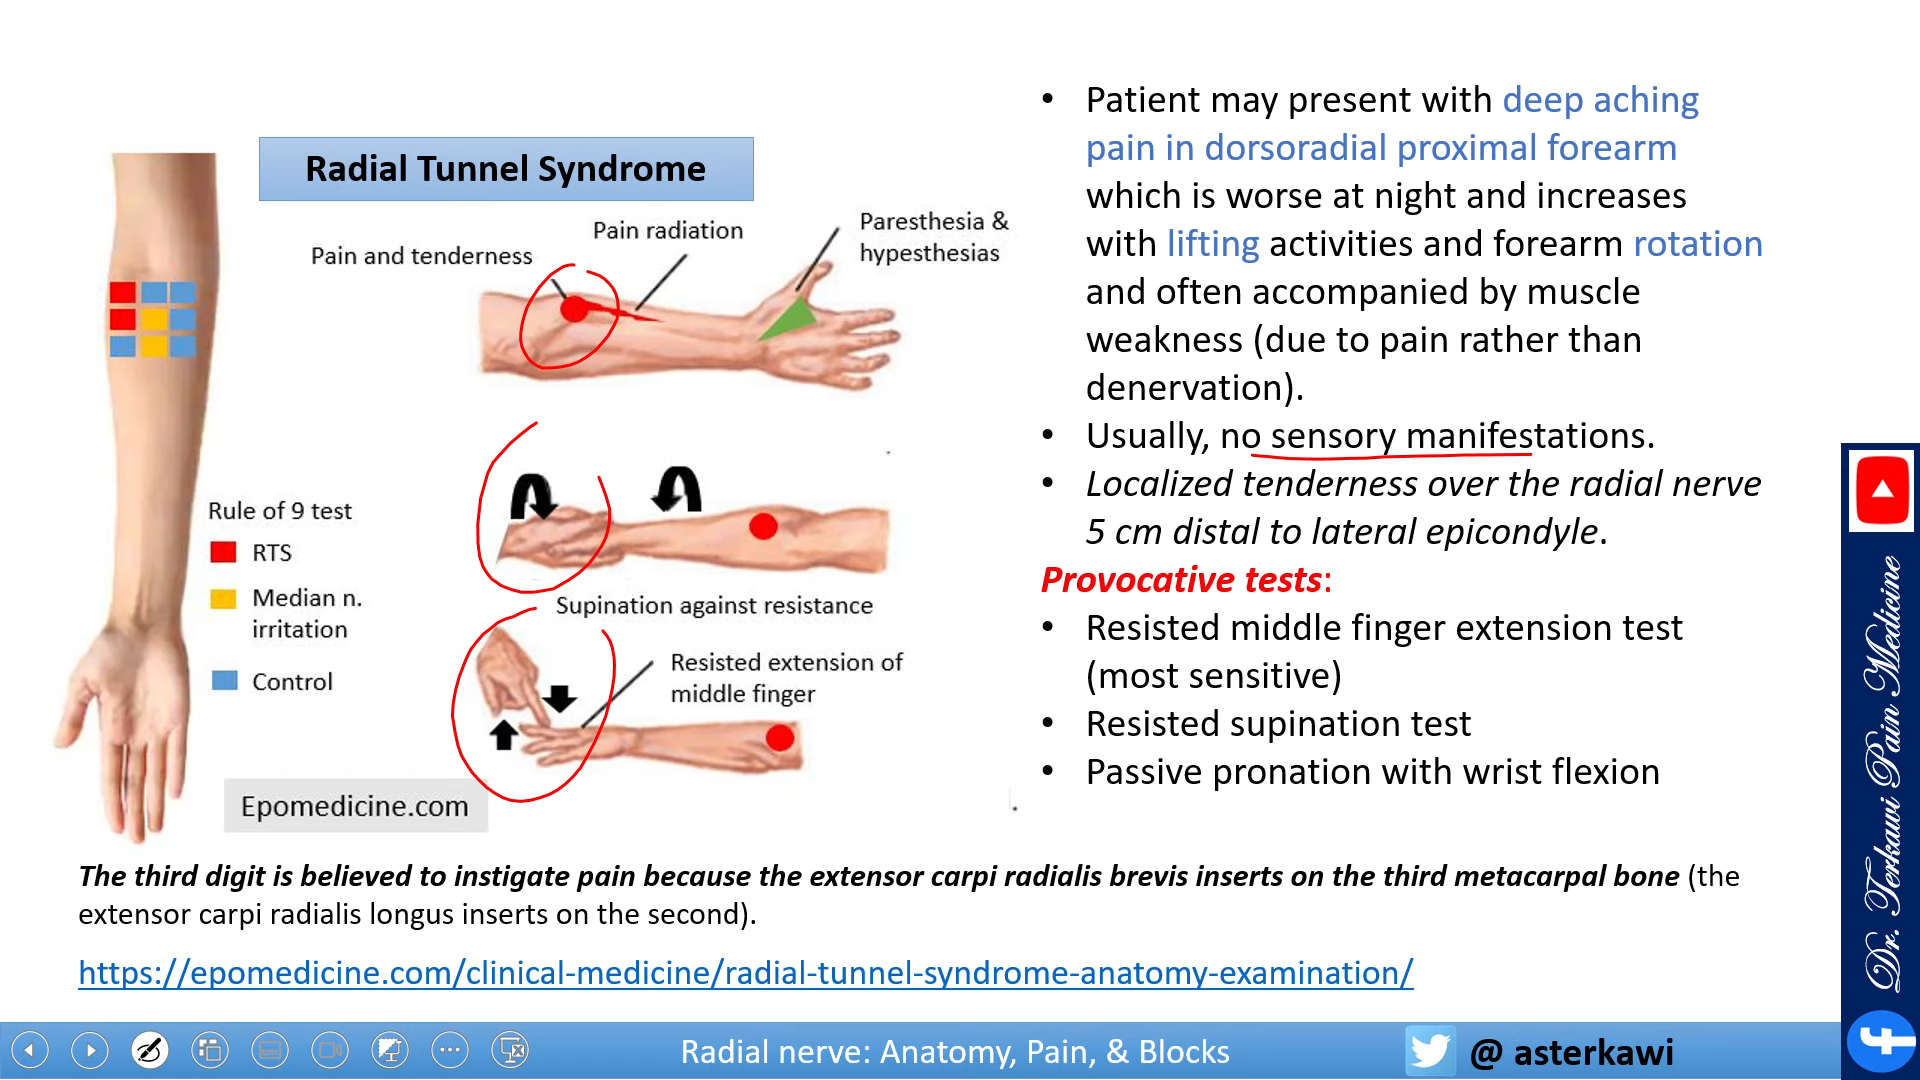 Radial Tunnel Syndrome
Pain and tenderness
Pain radiation
Paresthesia &
hypesthesias
Rule of 9 test
RTS
Median n.
irritation
Control
Supination against resistance
Resisted extension of
middle finger
Epomedicine.com
• Patient may present with deep aching
pain in dorsoradial proximal forearm
which is worse at night and increases
with lifting activities and forearm rotation
and often accompanied by muscle
weakness (due to pain rather than
denervation).
• Usually, no sensory manifestations.
• Localized tenderness over the radial nerve
5 cm distal to lateral epicondyle.
Provocative tests:
• Resisted middle finger extension test
(most sensitive)
• Resisted supination test
• Passive pronation with wrist flexion
The third digit is believed to instigate pain because the extensor carpi radialis brevis inserts on the third metacarpal bone (the
extensor carpi radialis longus inserts on the second).
https://epomedicine.com/clinical-medicine/radial-tunnel-syndrome-anatomy-examination/
Radial nerve: Anatomy, Pain, & Blocks
@ asterkawi
Dr. Terkawi Pain Medicine